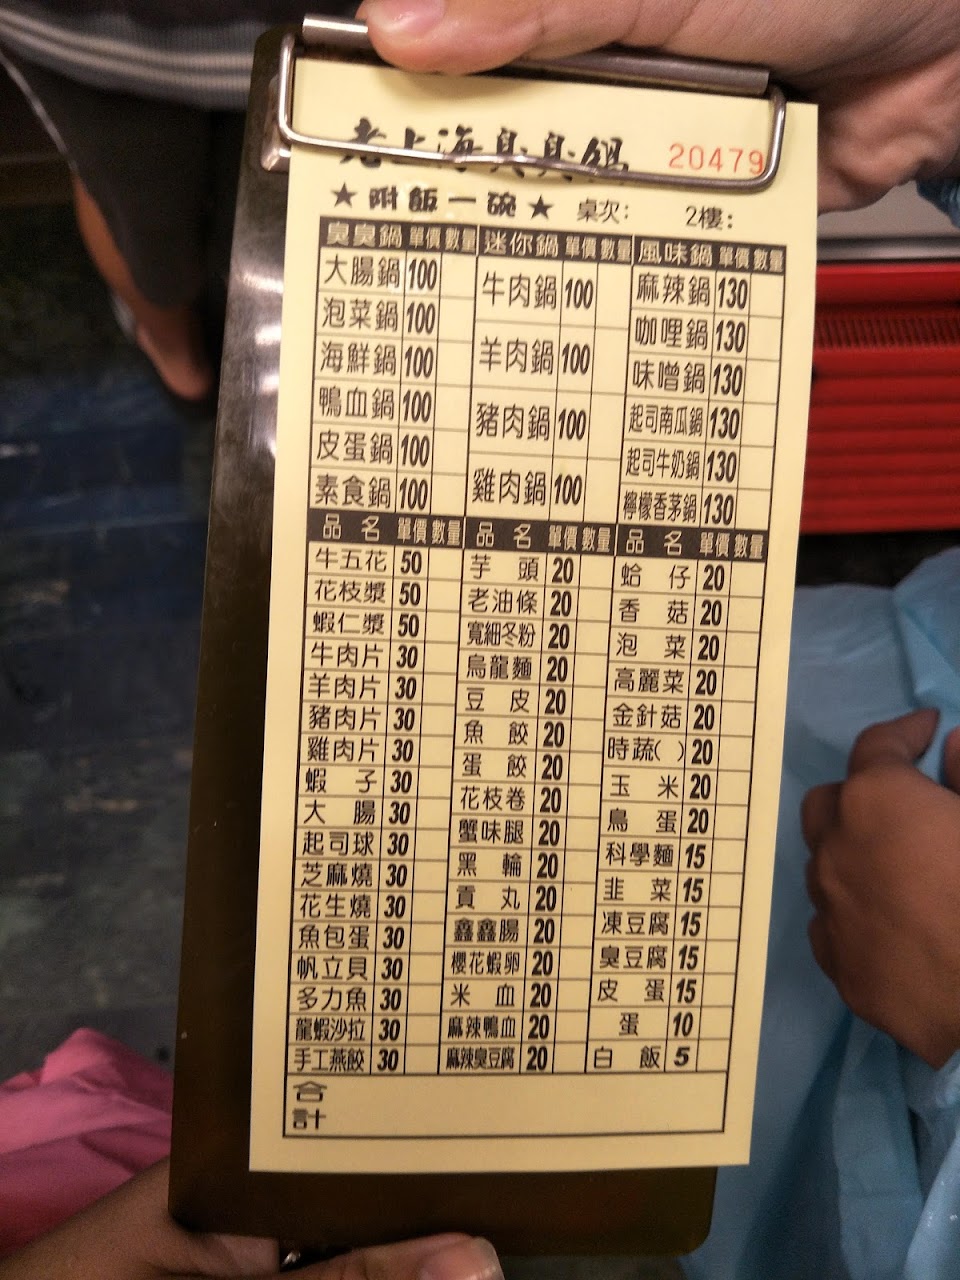 老上海臭臭鍋 20479
★附飯一碗★ 桌次: 2樓:
臭臭鍋 單價 數量 迷你鍋 單價 數量 風味鍋 單價 數量
大腸鍋 100
泡菜鍋 100
海鮮鍋 100
鴨血鍋 100
皮蛋鍋 100
素食鍋 100
牛肉鍋 100
羊肉鍋 100
豬肉鍋 100
雞肉鍋 100
麻辣鍋 130
咖哩鍋 130
味噌鍋 130
起司南瓜鍋 130
起司牛奶鍋 130
檸檬香茅鍋 130
品名 單價 數量 品名 單價 數量 品名 單價 數量
牛五花 50
花枝漿 50
蝦仁漿 50
牛肉片 30
羊肉片 30
豬肉片 30
雞肉片 30
蝦子 30
大腸 30
起司球 30
芝麻燒 30
花生燒 30
魚包蛋 30
帆立貝 30
多力魚 30
龍蝦沙拉 30
手工燕餃 30
芋頭 20
老油條 20
寬細冬粉 20
烏龍麵 20
豆皮 20
魚餃 20
蛋餃 20
花枝卷 20
蟹味腿 20
黑輪 20
貢丸 20
鑫鑫腸 20
櫻花蝦卵 20
米血 20
麻辣鴨血 20
麻辣臭豆腐 20
蛤仔 20
香菇 20
泡菜 20
高麗菜 20
金針菇 20
時蔬( ) 20
玉米 20
鳥蛋 20
科學麵 15
韭菜 15
凍豆腐 15
臭豆腐 15
皮蛋 15
蛋 10
白飯 5
合計